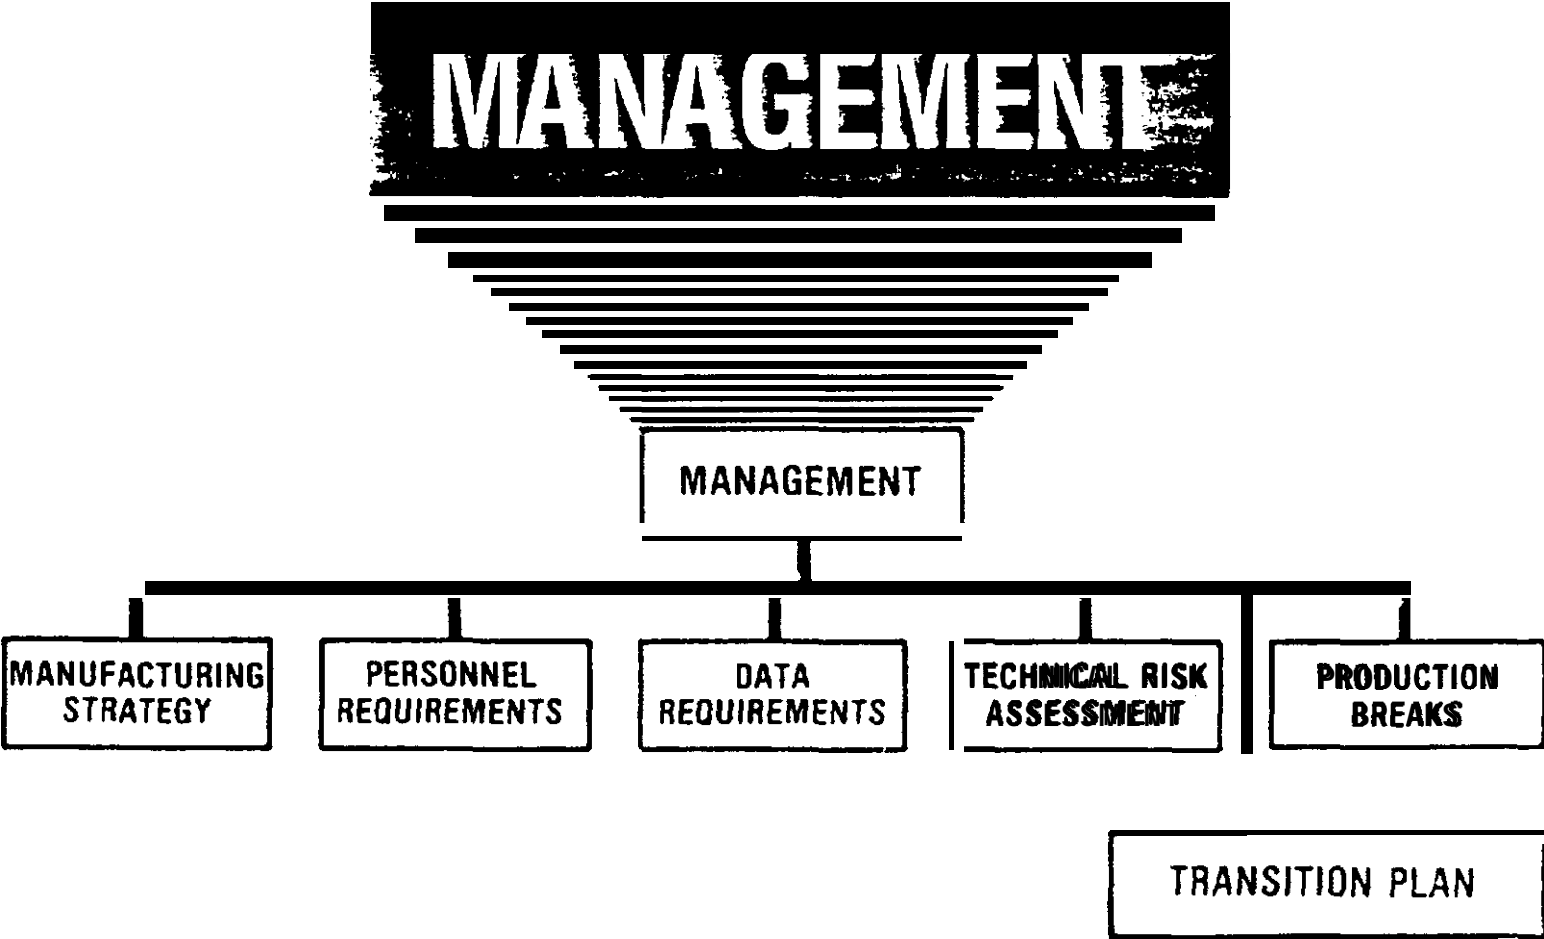 MANAGEMENT
MANAGEMENT
MANUFACTURING
STRATEGY
PERSONNEL
REQUIREMENTS
DATA
REQUIREMENTS
TECHNICAL RISK
ASSESSMENT
PRODUCTION
BREAKS
TRANSITION PLAN